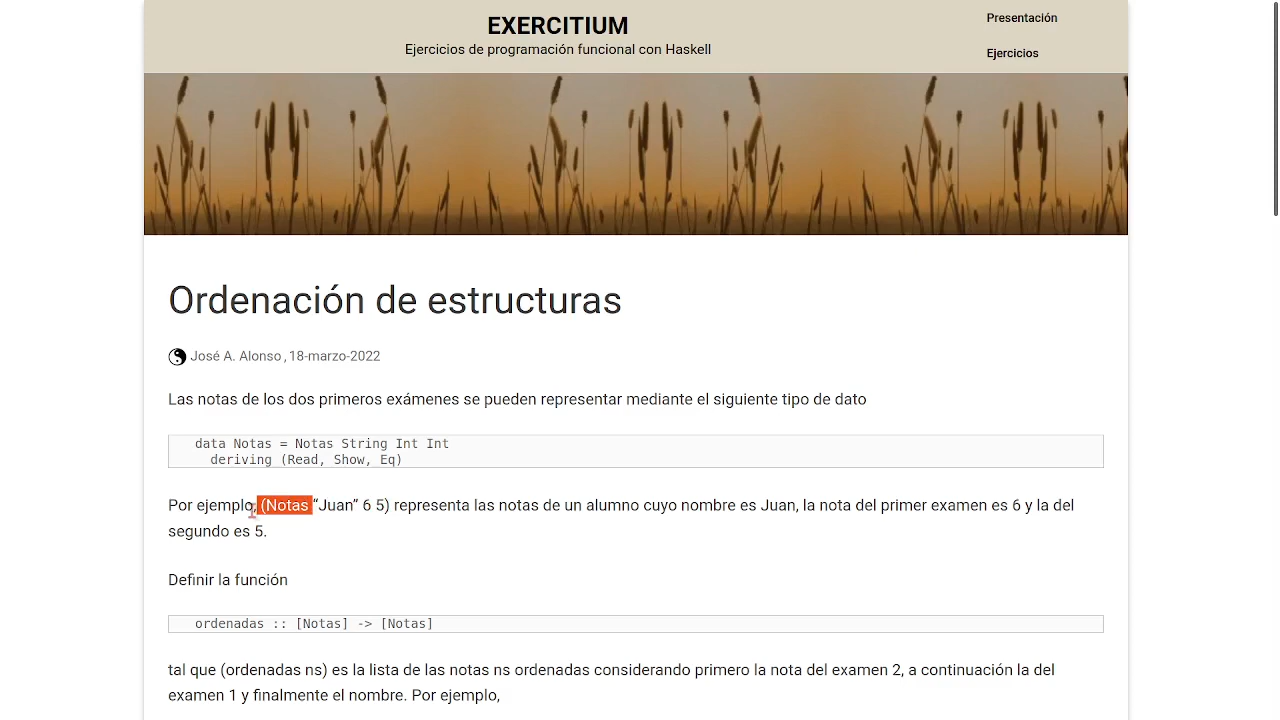 EXERCITIUM
Ejercicios de programación funcional con Haskell
Presentación
Ejercicios
Ordenación de estructuras
José A. Alonso , 18-marzo-2022
Las notas de los dos primeros exámenes se pueden representar mediante el siguiente tipo de dato
data Notas = Notas String Int Int
deriving (Read, Show, Eq)
Por ejemplo, (Notas “Juan” 6 5) representa las notas de un alumno cuyo nombre es Juan, la nota del primer examen es 6 y la del
segundo es 5.
Definir la función
ordenadas :: [Notas] -> [Notas]
tal que (ordenadas ns) es la lista de las notas ns ordenadas considerando primero la nota del examen 2, a continuación la del
examen 1 y finalmente el nombre. Por ejemplo,